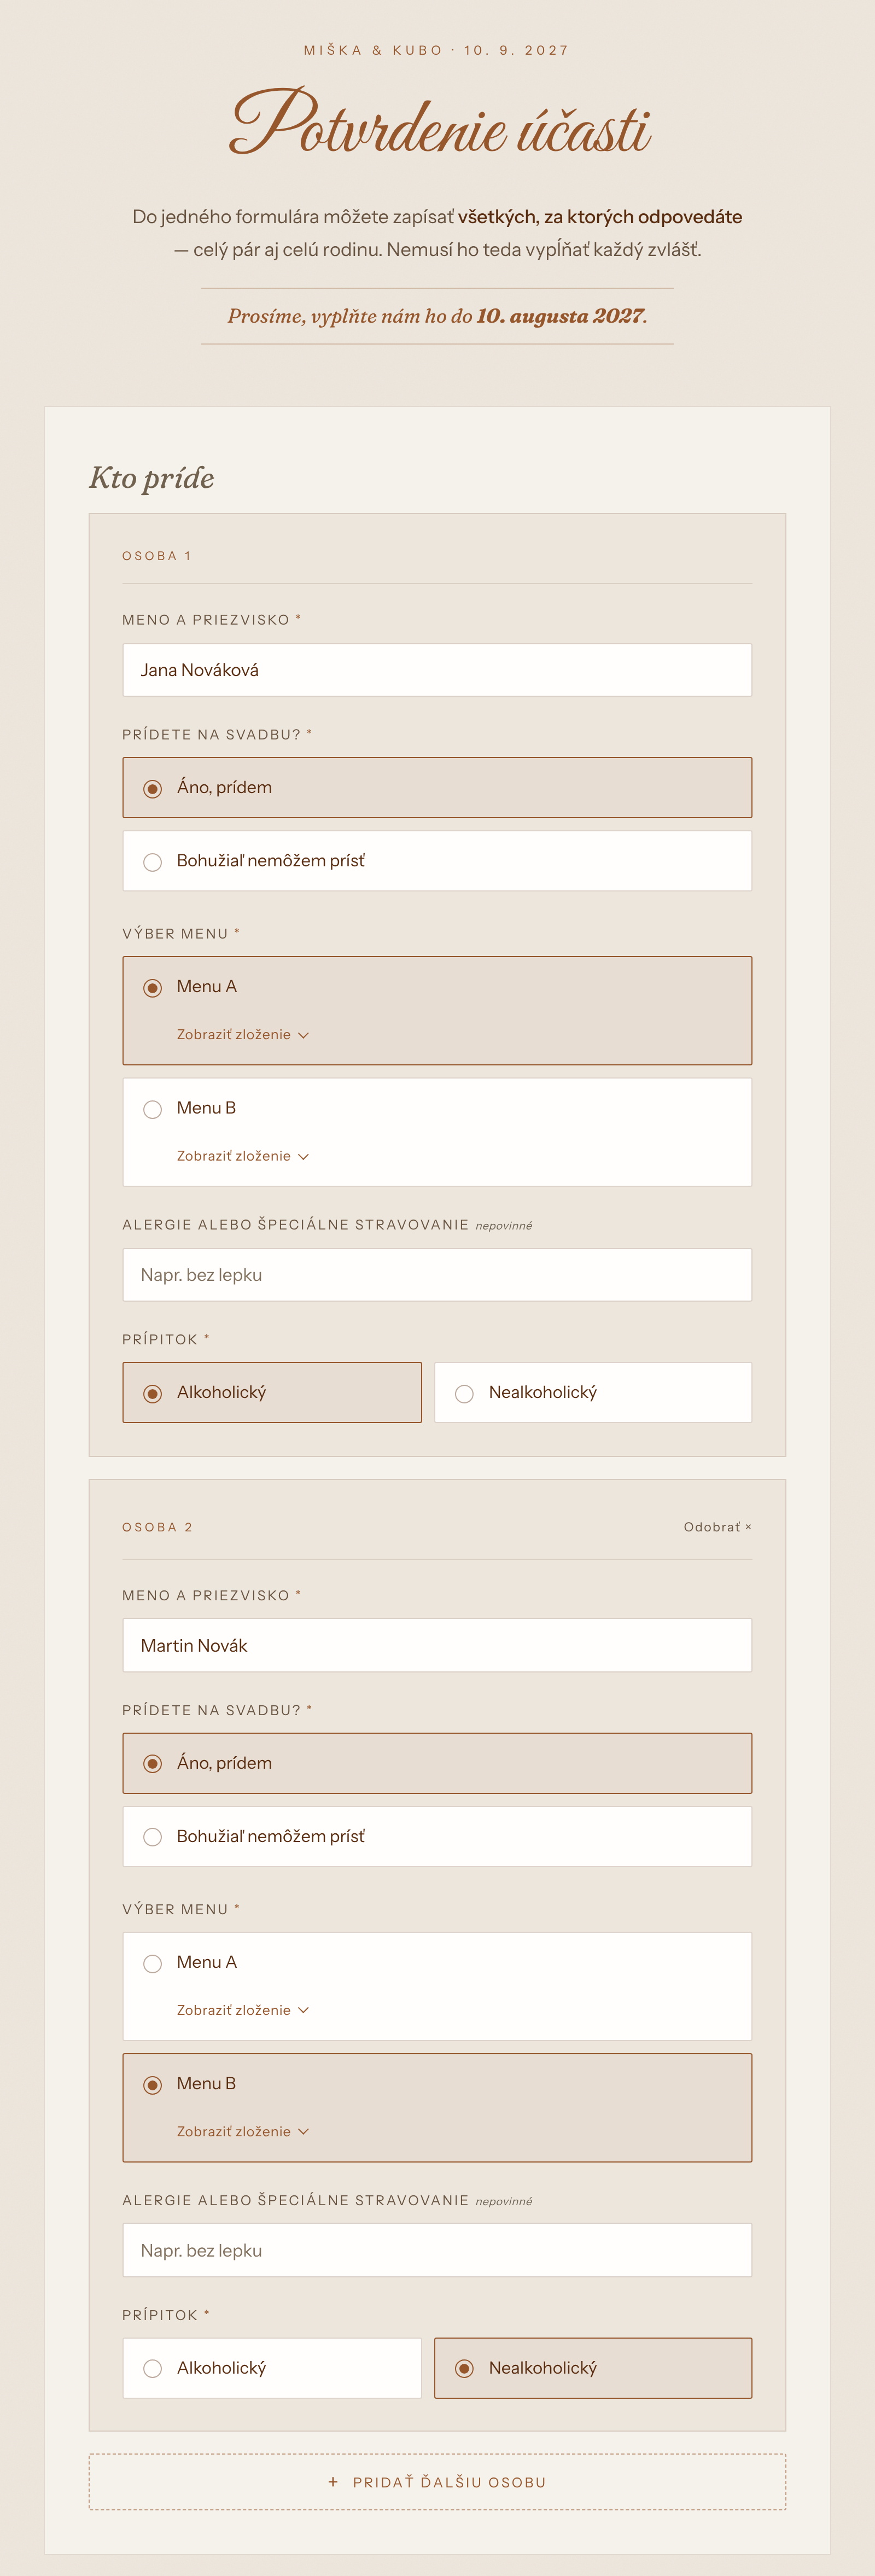 MIŠKA & KUBO · 10. 9. 2027
Potvrdenie účasti
Do jedného formulára môžete zapísať všetkých, za ktorých odpovedáte
— celý pár aj celú rodinu. Nemusí ho teda vypĺňať každý zvlášť.
Prosíme, vyplňte nám ho do 10. augusta 2027.
Kto príde
OSOBA 1
MENO A PRIEZVISKO *
Jana Nováková
PRÍDETE NA SVADBU? *
Áno, prídem
Bohužiaľ nemôžem prísť
VÝBER MENU *
Menu A
Zobraziť zloženie
Menu B
Zobraziť zloženie
ALERGIE ALEBO ŠPECIÁLNE STRAVOVANIE nepovinné
Napr. bez lepku
PRÍPITOK *
Alkoholický Nealkoholický
OSOBA 2 Odobrať ×
MENO A PRIEZVISKO *
Martin Novák
PRÍDETE NA SVADBU? *
Áno, prídem
Bohužiaľ nemôžem prísť
VÝBER MENU *
Menu A
Zobraziť zloženie
Menu B
Zobraziť zloženie
ALERGIE ALEBO ŠPECIÁLNE STRAVOVANIE nepovinné
Napr. bez lepku
PRÍPITOK *
Alkoholický Nealkoholický
+ PRIDAŤ ĎALŠIU OSOBU